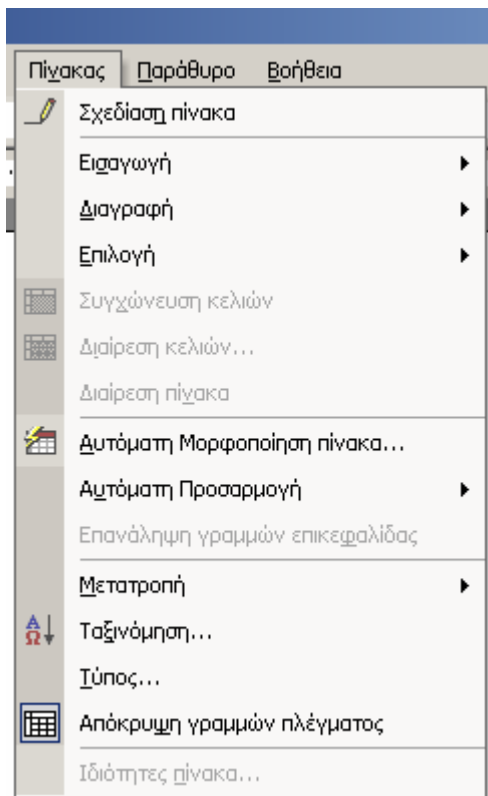 Πίνακας Παράθυρο Βοήθεια
Σχεδίαση πίνακα
Εισαγωγή
Διαγραφή
Επιλογή
Συγχώνευση κελιών
Διαίρεση κελιών...
Διαίρεση πίνακα
Αυτόματη Μορφοποίηση πίνακα...
Αυτόματη Προσαρμογή
Επανάληψη γραμμών επικεφαλίδας
Μετατροπή
Ταξινόμηση...
Τύπος...
Απόκρυψη γραμμών πλέγματος
Ιδιότητες πίνακα...